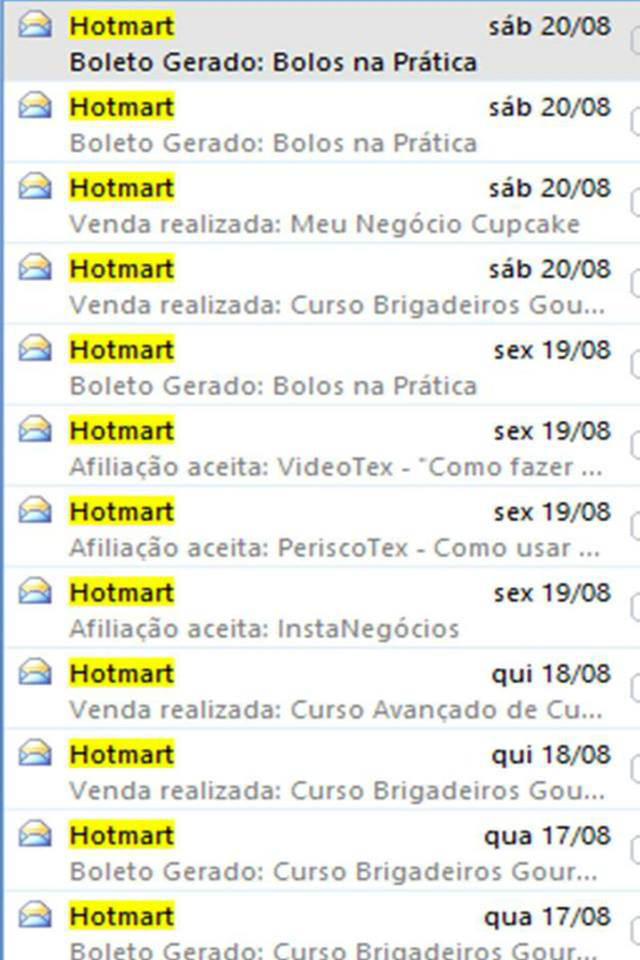 Hotmart sáb 20/08
Boleto Gerado: Bolos na Prática
Hotmart sáb 20/08
Boleto Gerado: Bolos na Prática
Hotmart sáb 20/08
Venda realizada: Meu Negócio Cupcake
Hotmart sáb 20/08
Venda realizada: Curso Brigadeiros Gou...
Hotmart sex 19/08
Boleto Gerado: Bolos na Prática
Hotmart sex 19/08
Afiliação aceita: VideoTex - "Como fazer ...
Hotmart sex 19/08
Afiliação aceita: PeriscoTex - Como usar ...
Hotmart sex 19/08
Afiliação aceita: InstaNegócios
Hotmart qui 18/08
Venda realizada: Curso Avançado de Cu...
Hotmart qui 18/08
Venda realizada: Curso Brigadeiros Gou...
Hotmart qua 17/08
Boleto Gerado: Curso Brigadeiros Gour...
Hotmart qua 17/08
Boleto Gerado: Curso Brigadeiros Gour...